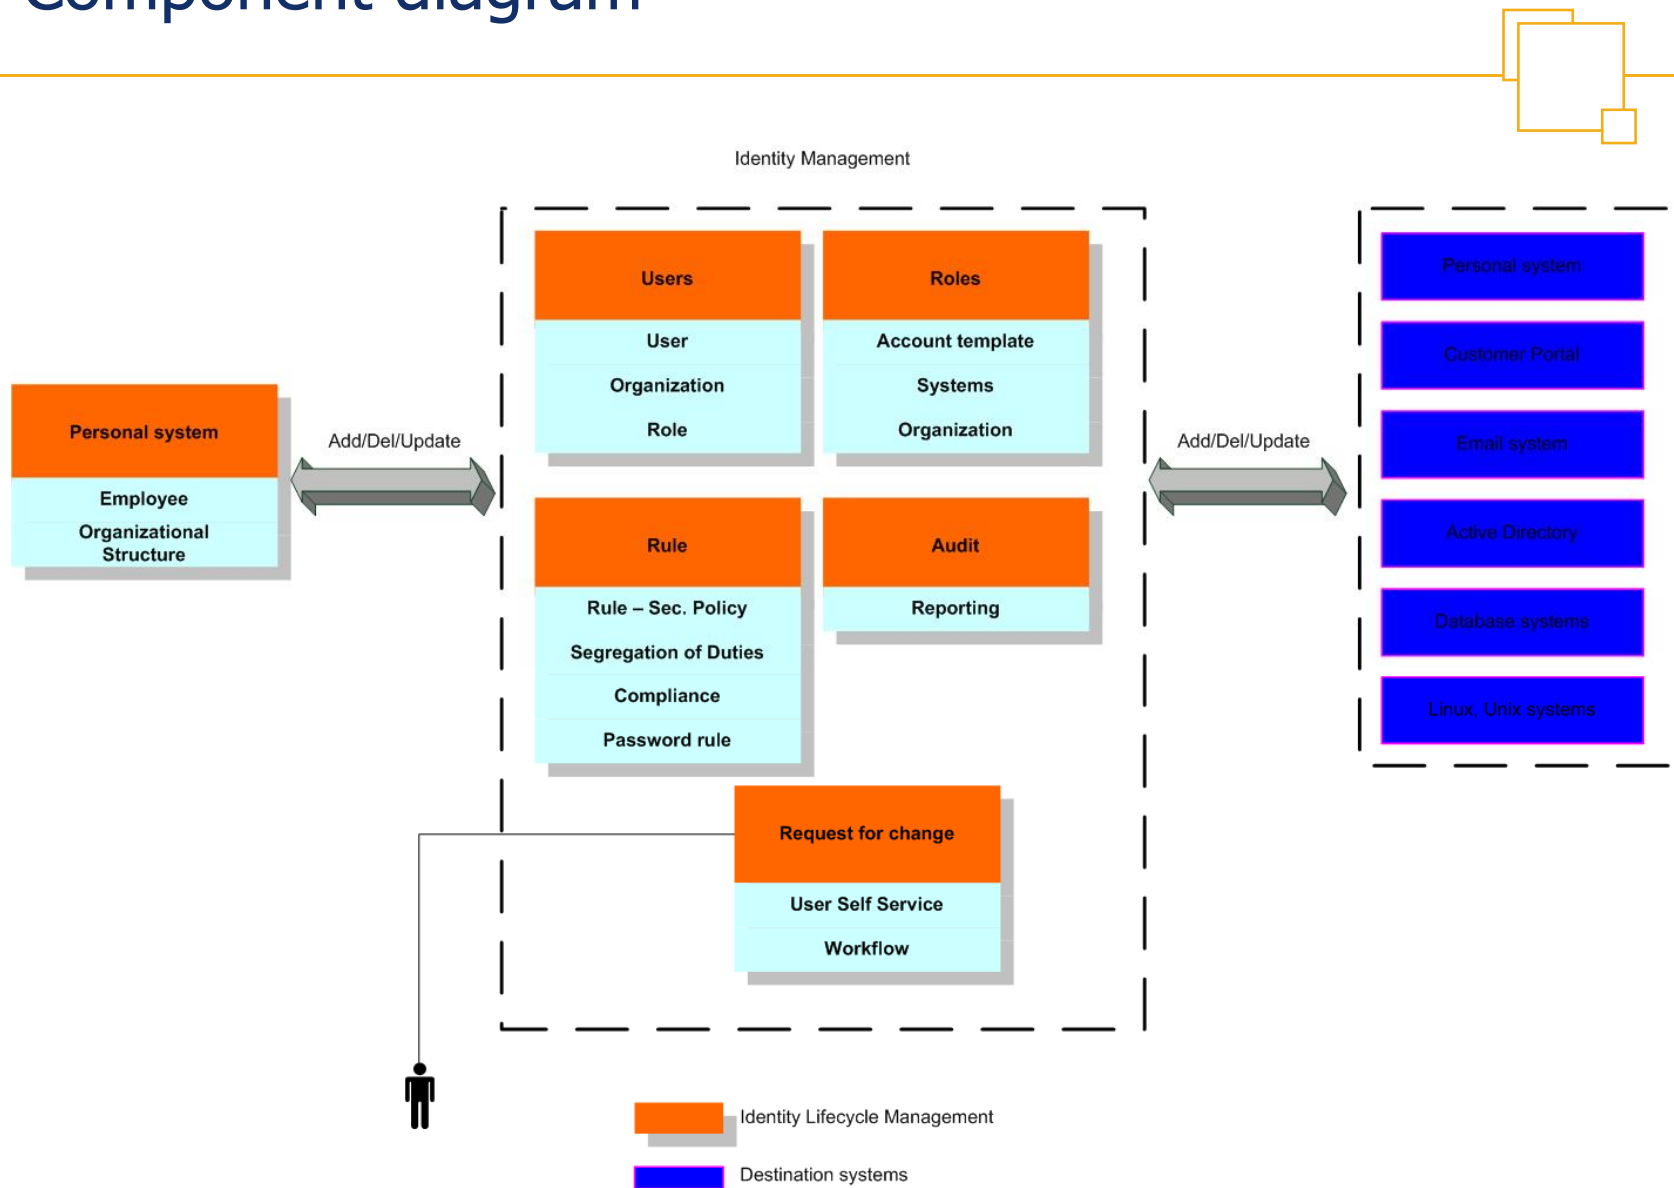 Component diagram
Identity Management
Users
User
Organization
Role
Roles
Account template
Systems
Organization
Personal system
Employee
Organizational
Structure
Add/Del/Update
Rule
Rule – Sec. Policy
Segregation of Duties
Compliance
Password rule
Audit
Reporting
Request for change
User Self Service
Workflow
Add/Del/Update
Personal system
Customer Portal
Email system
Active Directory
Database systems
Linux, Unix systems
Identity Lifecycle Management
Destination systems